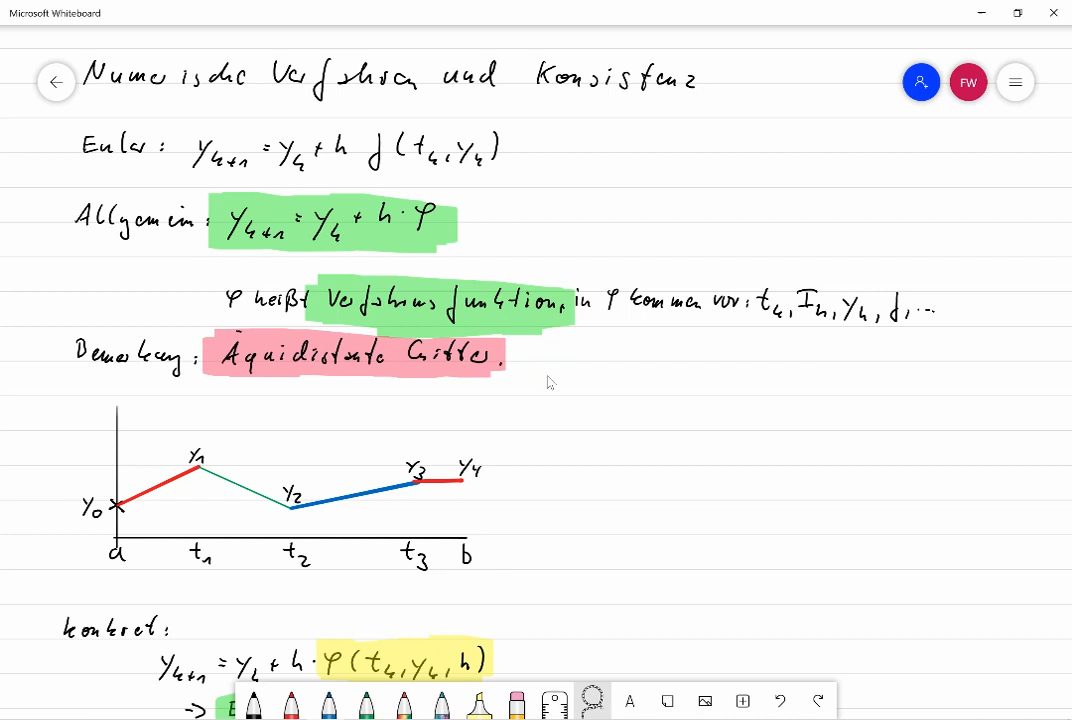 Microsoft Whiteboard
Numerische Verfahren und Konsistenz
FW
Euler: y_{k+1} = y_k + h f(t_k, y_k)
Allgemein: y_{k+1} = y_k + h · φ
φ heißt Verfahrensfunktion, in φ kommen vor: t_k, I_h, y_k, f, ...
Bemerkung: Äquidistante Gitter.
y_0 y_1 y_2 y_3 y_4
a t_1 t_2 t_3 b
konkret:
y_{k+1} = y_k + h · φ(t_k, y_k, h)
→ E
A